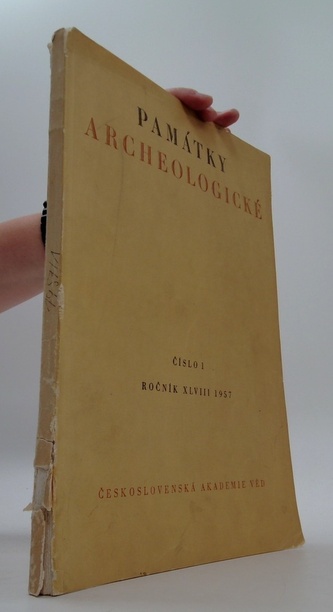 PAMÁTKY
ARCHEOLOGICKÉ
ČÍSLO 1
ROČNÍK XLVIII 1957
ČESKOSLOVENSKÁ AKADEMIE VĚD